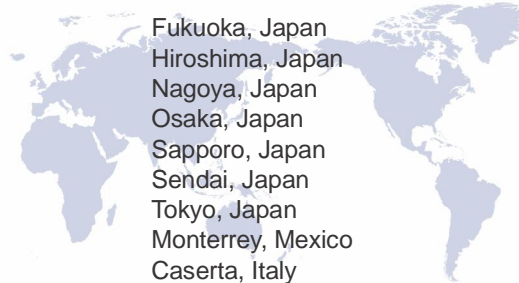 Fukuoka, Japan
Hiroshima, Japan
Nagoya, Japan
Osaka, Japan
Sapporo, Japan
Sendai, Japan
Tokyo, Japan
Monterrey, Mexico
Caserta, Italy